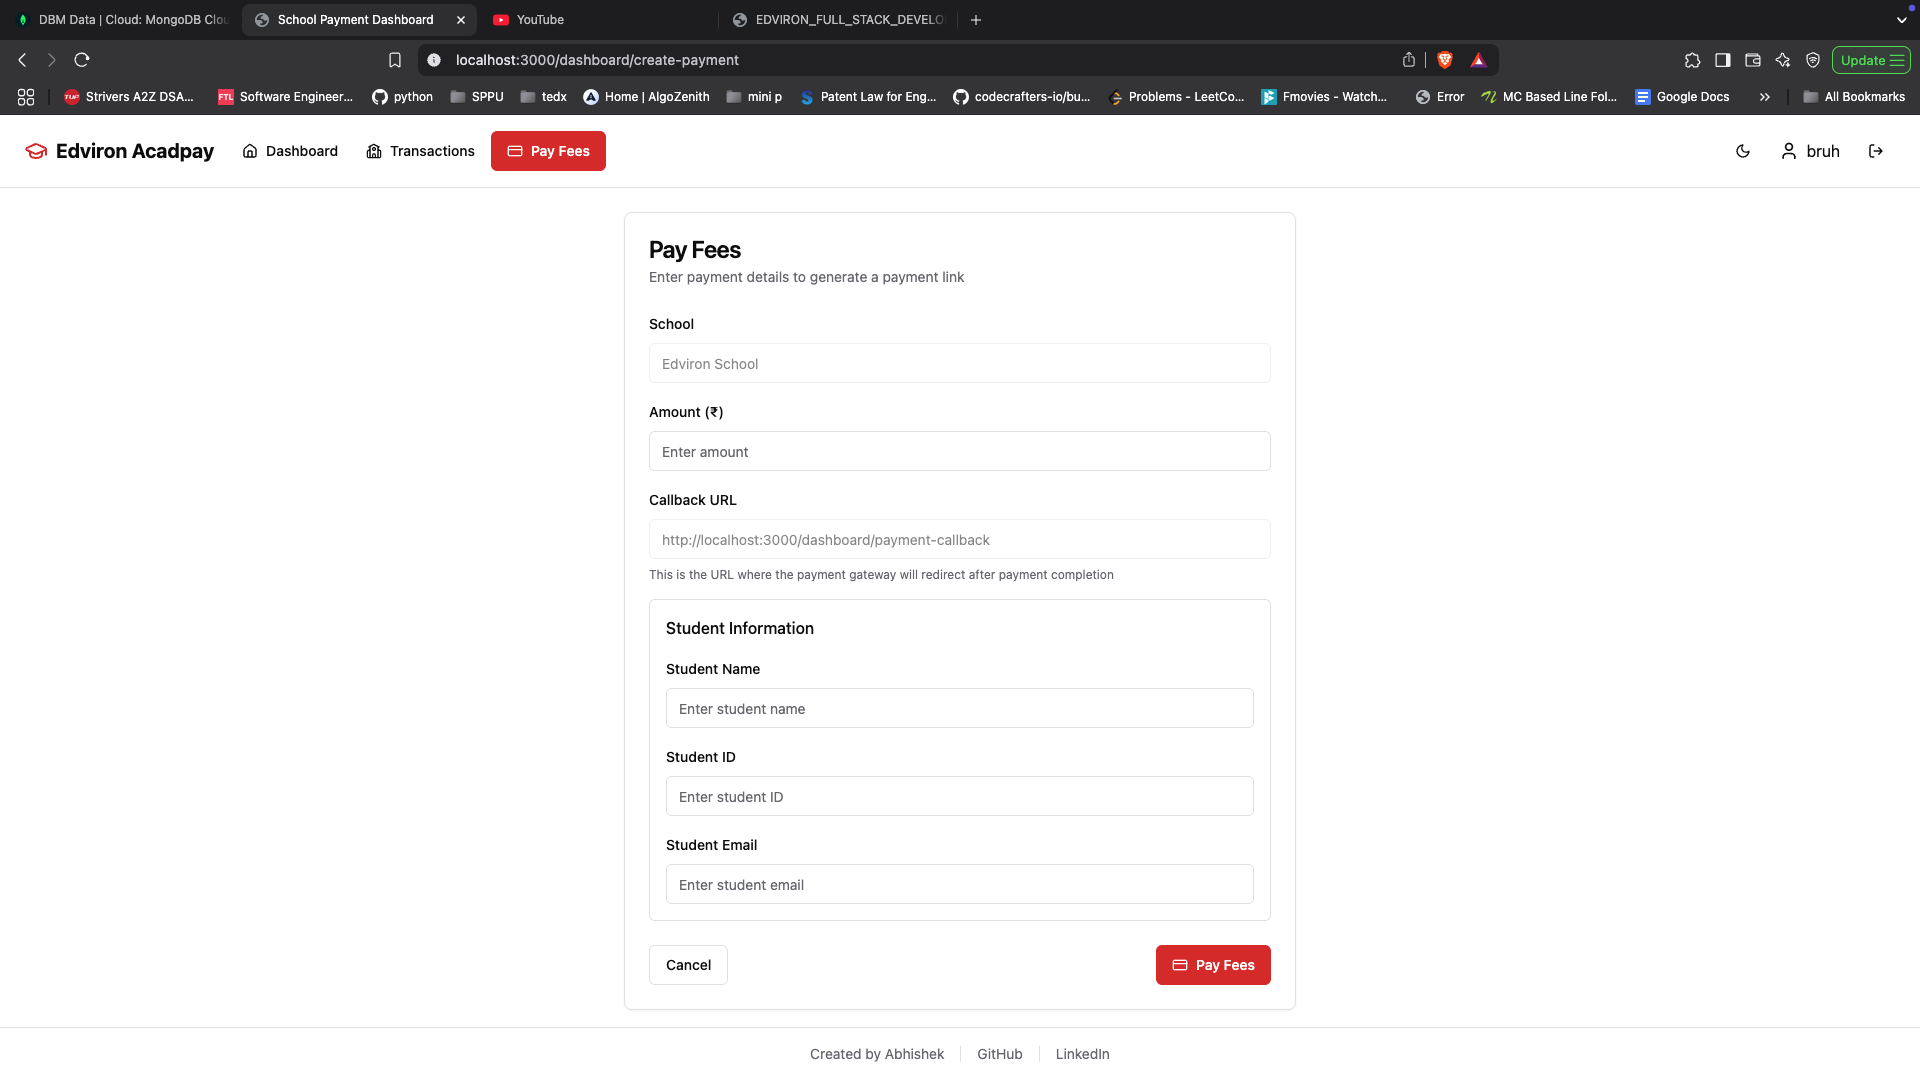 DBM Data | Cloud: MongoDB Clou
School Payment Dashboard
YouTube
EDVIRON_FULL_STACK_DEVELO
localhost:3000/dashboard/create-payment
Update
TUF Strivers A2Z DSA...
FTL Software Engineer...
python
SPPU
tedx
Home | AlgoZenith
mini p
Patent Law for Eng...
codecrafters-io/bu...
Problems - LeetCo...
Fmovies - Watch...
Error
MC Based Line Fol...
Google Docs
All Bookmarks
Edviron Acadpay
Dashboard
Transactions
Pay Fees
bruh
Pay Fees
Enter payment details to generate a payment link
School
Edviron School
Amount (₹)
Enter amount
Callback URL
http://localhost:3000/dashboard/payment-callback
This is the URL where the payment gateway will redirect after payment completion
Student Information
Student Name
Enter student name
Student ID
Enter student ID
Student Email
Enter student email
Cancel
Pay Fees
Created by Abhishek
GitHub
LinkedIn